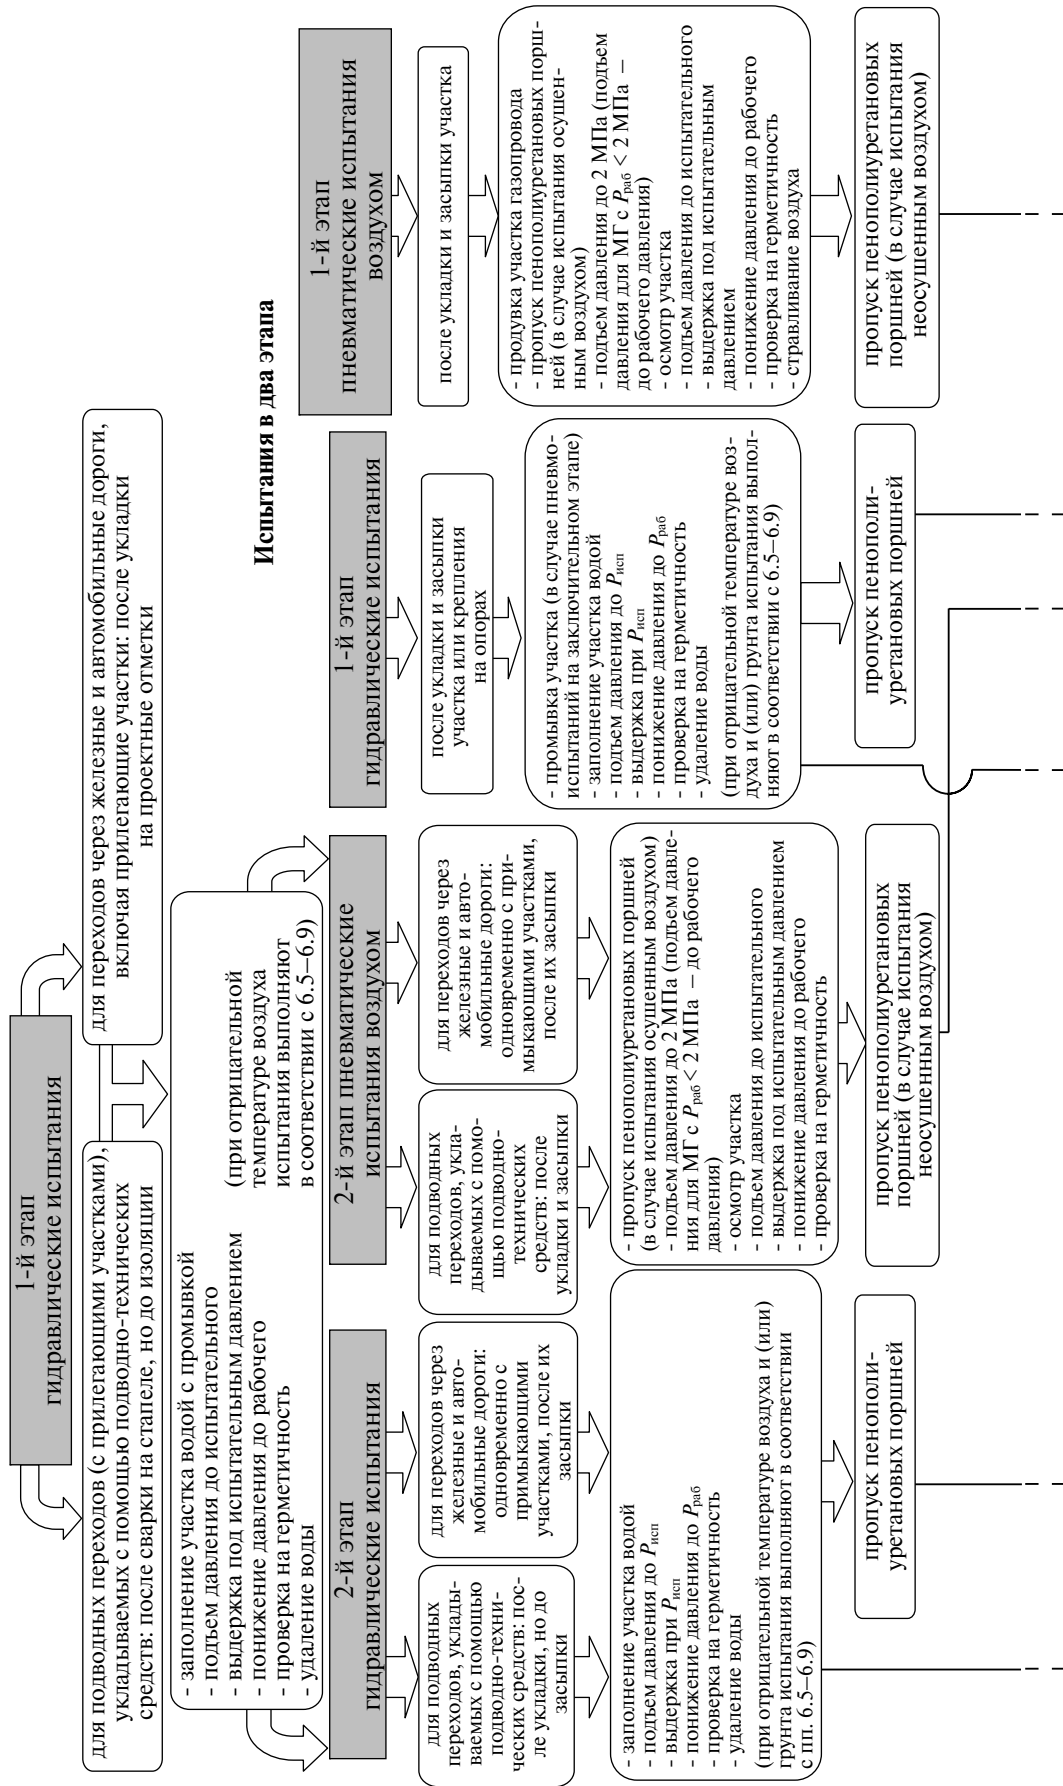 1-й этап
гидравлические испытания
для подводных переходов (с прилегающими участками),
укладываемых с помощью подводно-технических
средств: после сварки на стапеле, но до изоляции
для переходов через железные и автомобильные дороги,
включая прилегающие участки: после укладки
на проектные отметки
- заполнение участка водой с промывкой
- подъем давления до испытательного
- выдержка под испытательным давлением
- понижение давления до рабочего
- проверка на герметичность
- удаление воды
(при отрицательной
температуре воздуха
испытания выполняют
в соответствии с 6.5–6.9)
Испытания в два этапа
2-й этап
гидравлические испытания
для подводных
переходов, уклады-
ваемых с помощью
подводно-техни-
ческих средств: пос-
ле укладки, но до
засыпки
для переходов через
железные и авто-
мобильные дороги:
одновременно с
примыкающими
участками, после их
засыпки
- заполнение участка водой
- подъем давления до Pисп
- выдержка при Pисп
- понижение давления до Pраб
- проверка на герметичность
- удаление воды
(при отрицательной температуре воздуха и (или)
грунта испытания выполняют в соответствии
с пп. 6.5–6.9)
пропуск пенополи-
уретановых поршней
2-й этап пневматические
испытания воздухом
для подводных
переходов, укла-
дываемых с помо-
щью подводно-
технических
средств: после
укладки и засыпки
для переходов через
железные и авто-
мобильные дороги:
одновременно с при-
мыкающими участками,
после их засыпки
- пропуск пенополиуретановых поршней
(в случае испытания осушенным воздухом)
- подъем давления до 2 МПа (подъем давле-
ния для МГ с Pраб < 2 МПа — до рабочего
давления)
- осмотр участка
- подъем давления до испытательного
- выдержка под испытательным давлением
- понижение давления до рабочего
- проверка на герметичность
пропуск пенополиуретановых
поршней (в случае испытания
неосушенным воздухом)
1-й этап
гидравлические испытания
после укладки и засыпки
участка или крепления
на опорах
- промывка участка (в случае пневмо-
испытаний на заключительном этапе)
- заполнение участка водой
- подъем давления до Pисп
- выдержка при Pисп
- понижение давления до Pраб
- проверка на герметичность
- удаление воды
(при отрицательной температуре воз-
духа и (или) грунта испытания выпол-
няют в соответствии с 6.5–6.9)
пропуск пенополи-
уретановых поршней
1-й этап
пневматические испытания
воздухом
после укладки и засыпки участка
- продувка участка газопровода
- пропуск пенополиуретановых порш-
ней (в случае испытания осушен-
ным воздухом)
- подъем давления до 2 МПа (подъем
давления для МГ с Pраб < 2 МПа —
до рабочего давления)
- осмотр участка
- подъем давления до испытательного
- выдержка под испытательным
давлением
- понижение давления до рабочего
- проверка на герметичность
- стравливание воздуха
пропуск пенополиуретановых
поршней (в случае испытания
неосушенным воздухом)